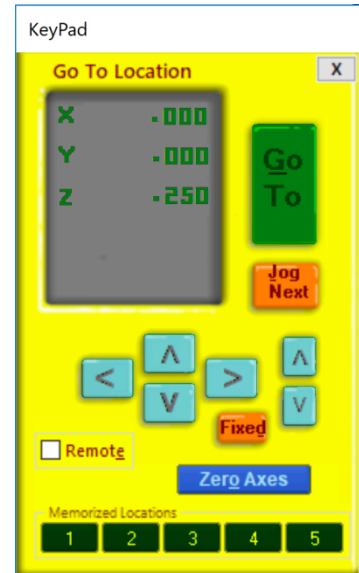 KeyPad
Go To Location
X
X .000
Y .000
Z .250
Go
To
Jog
Next
< ʌ > ʌ
v v
Fixed
Remote
Zero Axes
Memorized Locations
1 2 3 4 5